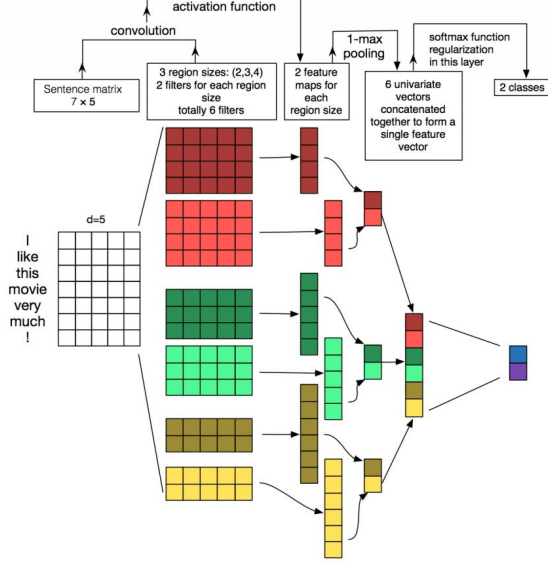 activation function
convolution
1-max
pooling
softmax function
regularization
in this layer
Sentence matrix
7 × 5
3 region sizes: (2,3,4)
2 filters for each region
size
totally 6 filters
2 feature
maps for
each
region size
6 univariate
vectors
concatenated
together to form a
single feature
vector
2 classes
d=5
I
like
this
movie
very
much
!